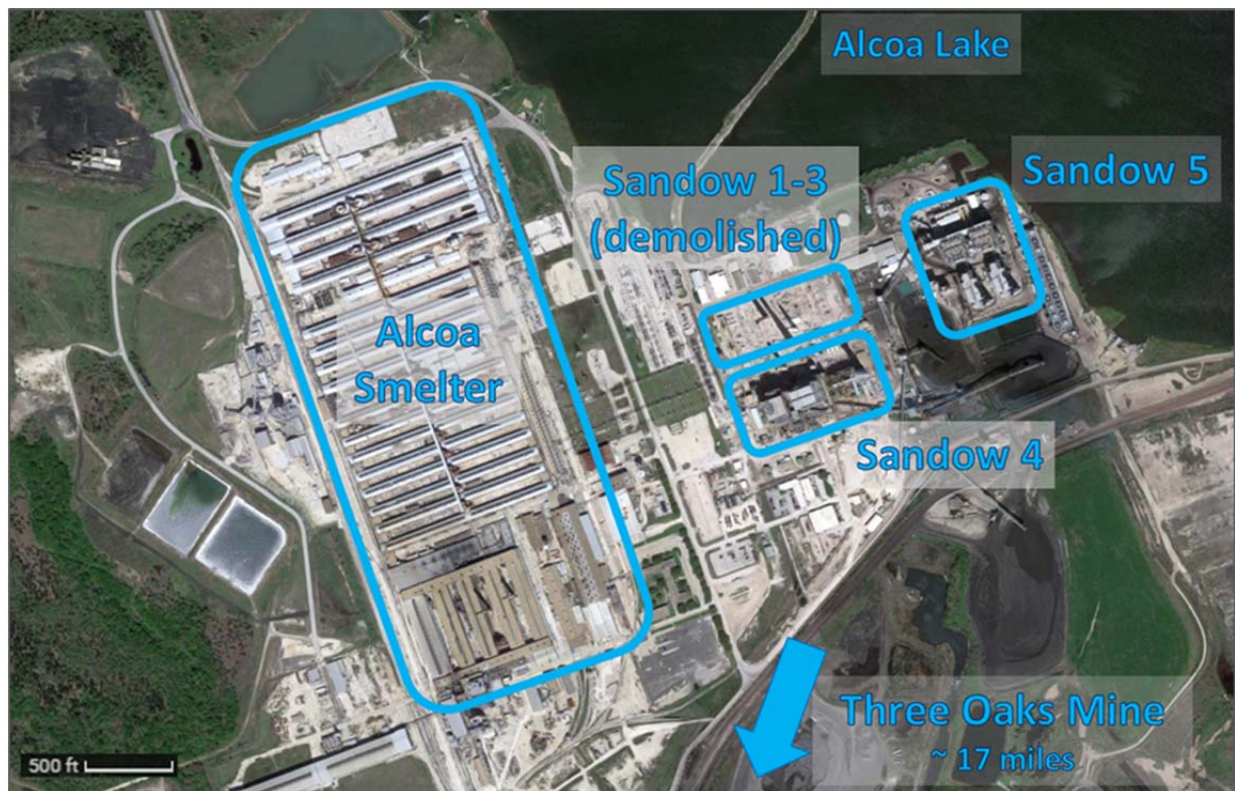 Alcoa Lake
Sandow 1-3
(demolished)
Sandow 5
Alcoa
Smelter
Sandow 4
Three Oaks Mine
~ 17 miles
500 ft